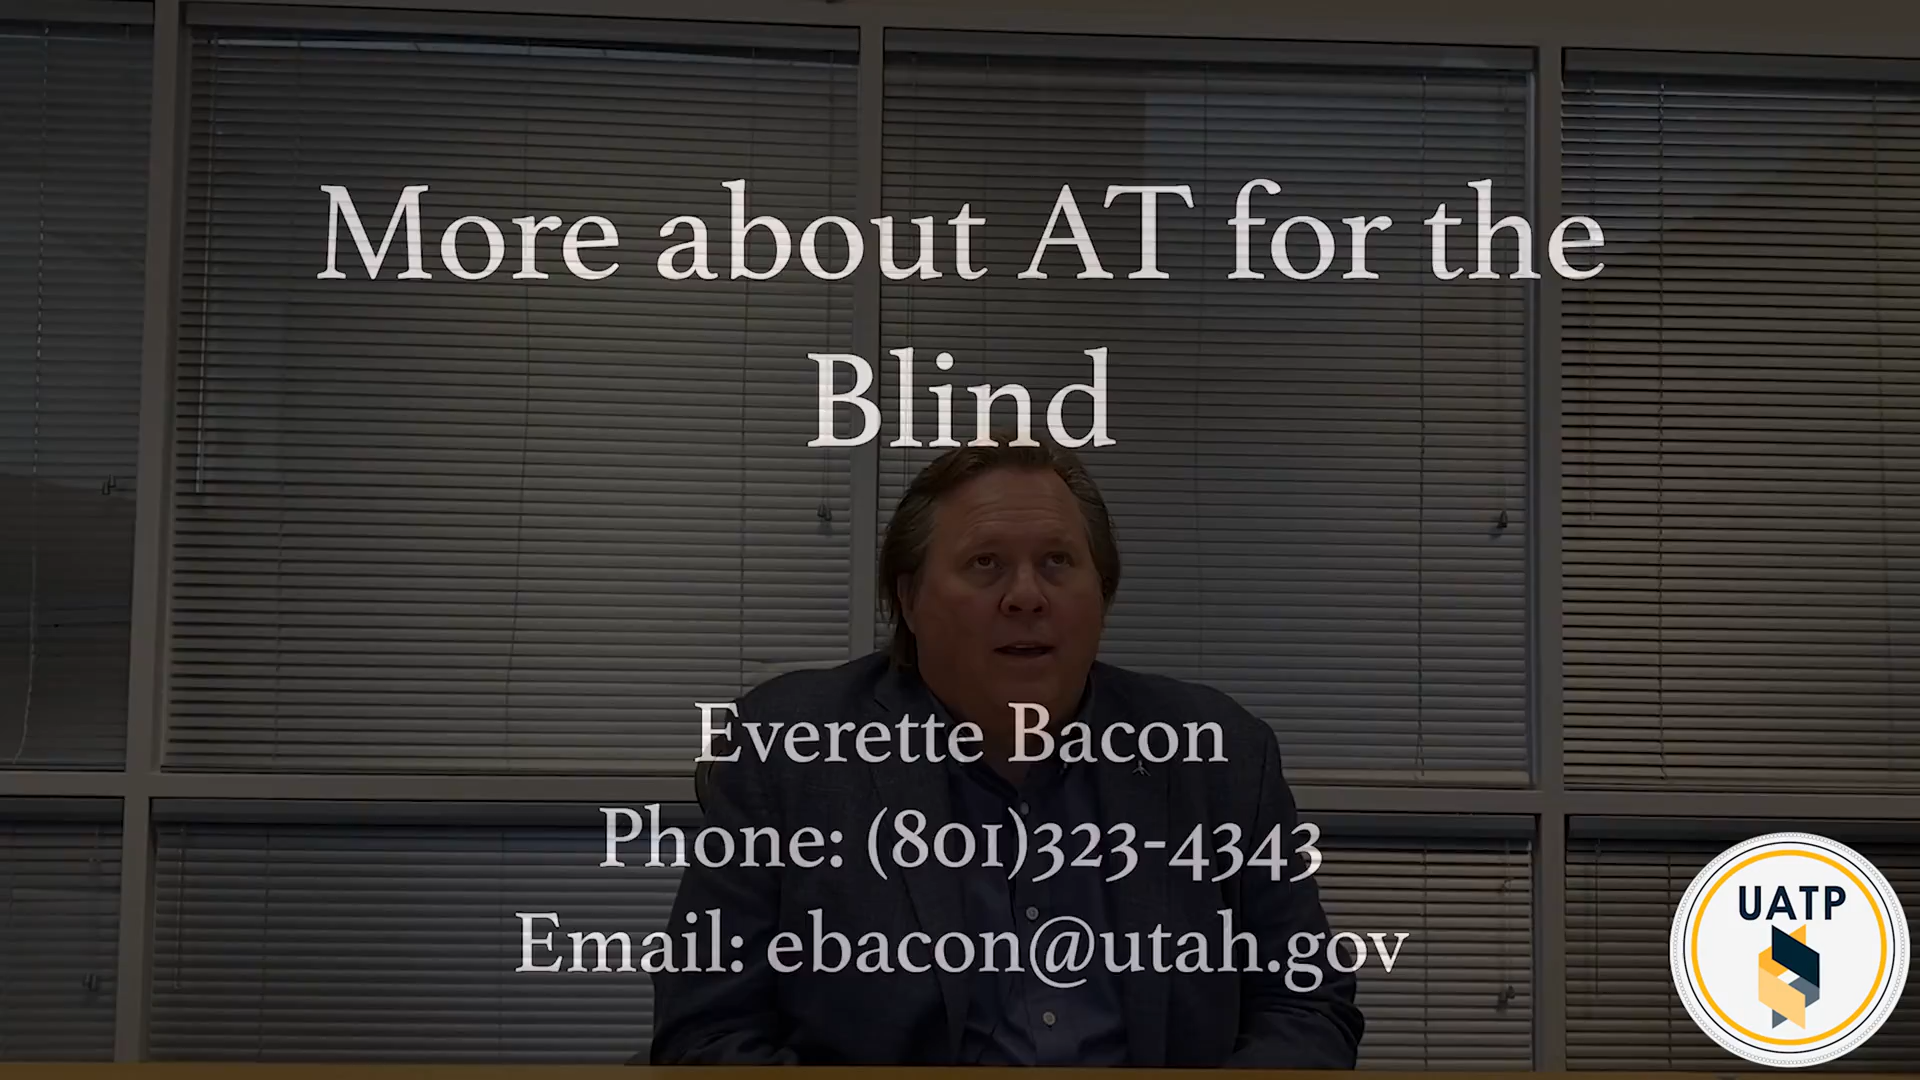 More about AT for the
Blind
Everette Bacon
Phone: (801)323-4343
Email: ebacon@utah.gov
UATP